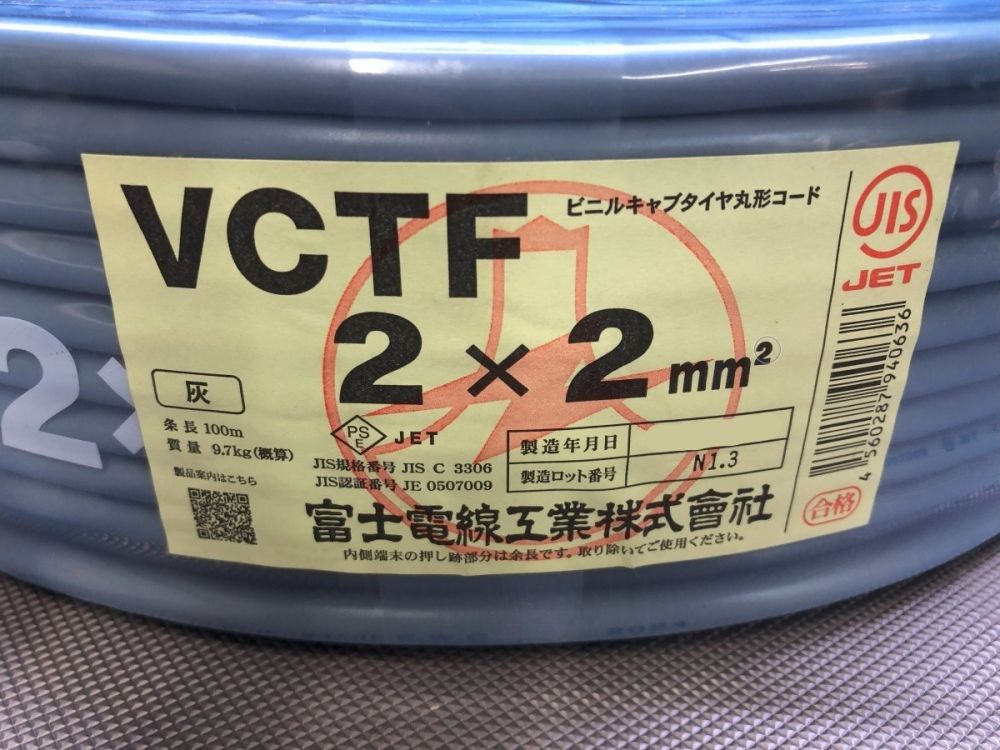 VCTF
ビニルキャブタイヤ丸形コード
2×2mm²
JIS
JET
灰
条長 100m
質量 9.7kg(概算)
製品案内はこちら
PS
E
JET
JIS規格番号 JIS C 3306
JIS認証番号 JE 0507009
製造年月日
製造ロット番号 N1.3
富士電線工業株式會社
内側端末の押し跡部分は余長です。取り除いてご使用ください。
4560287940636
合格
2×
2024